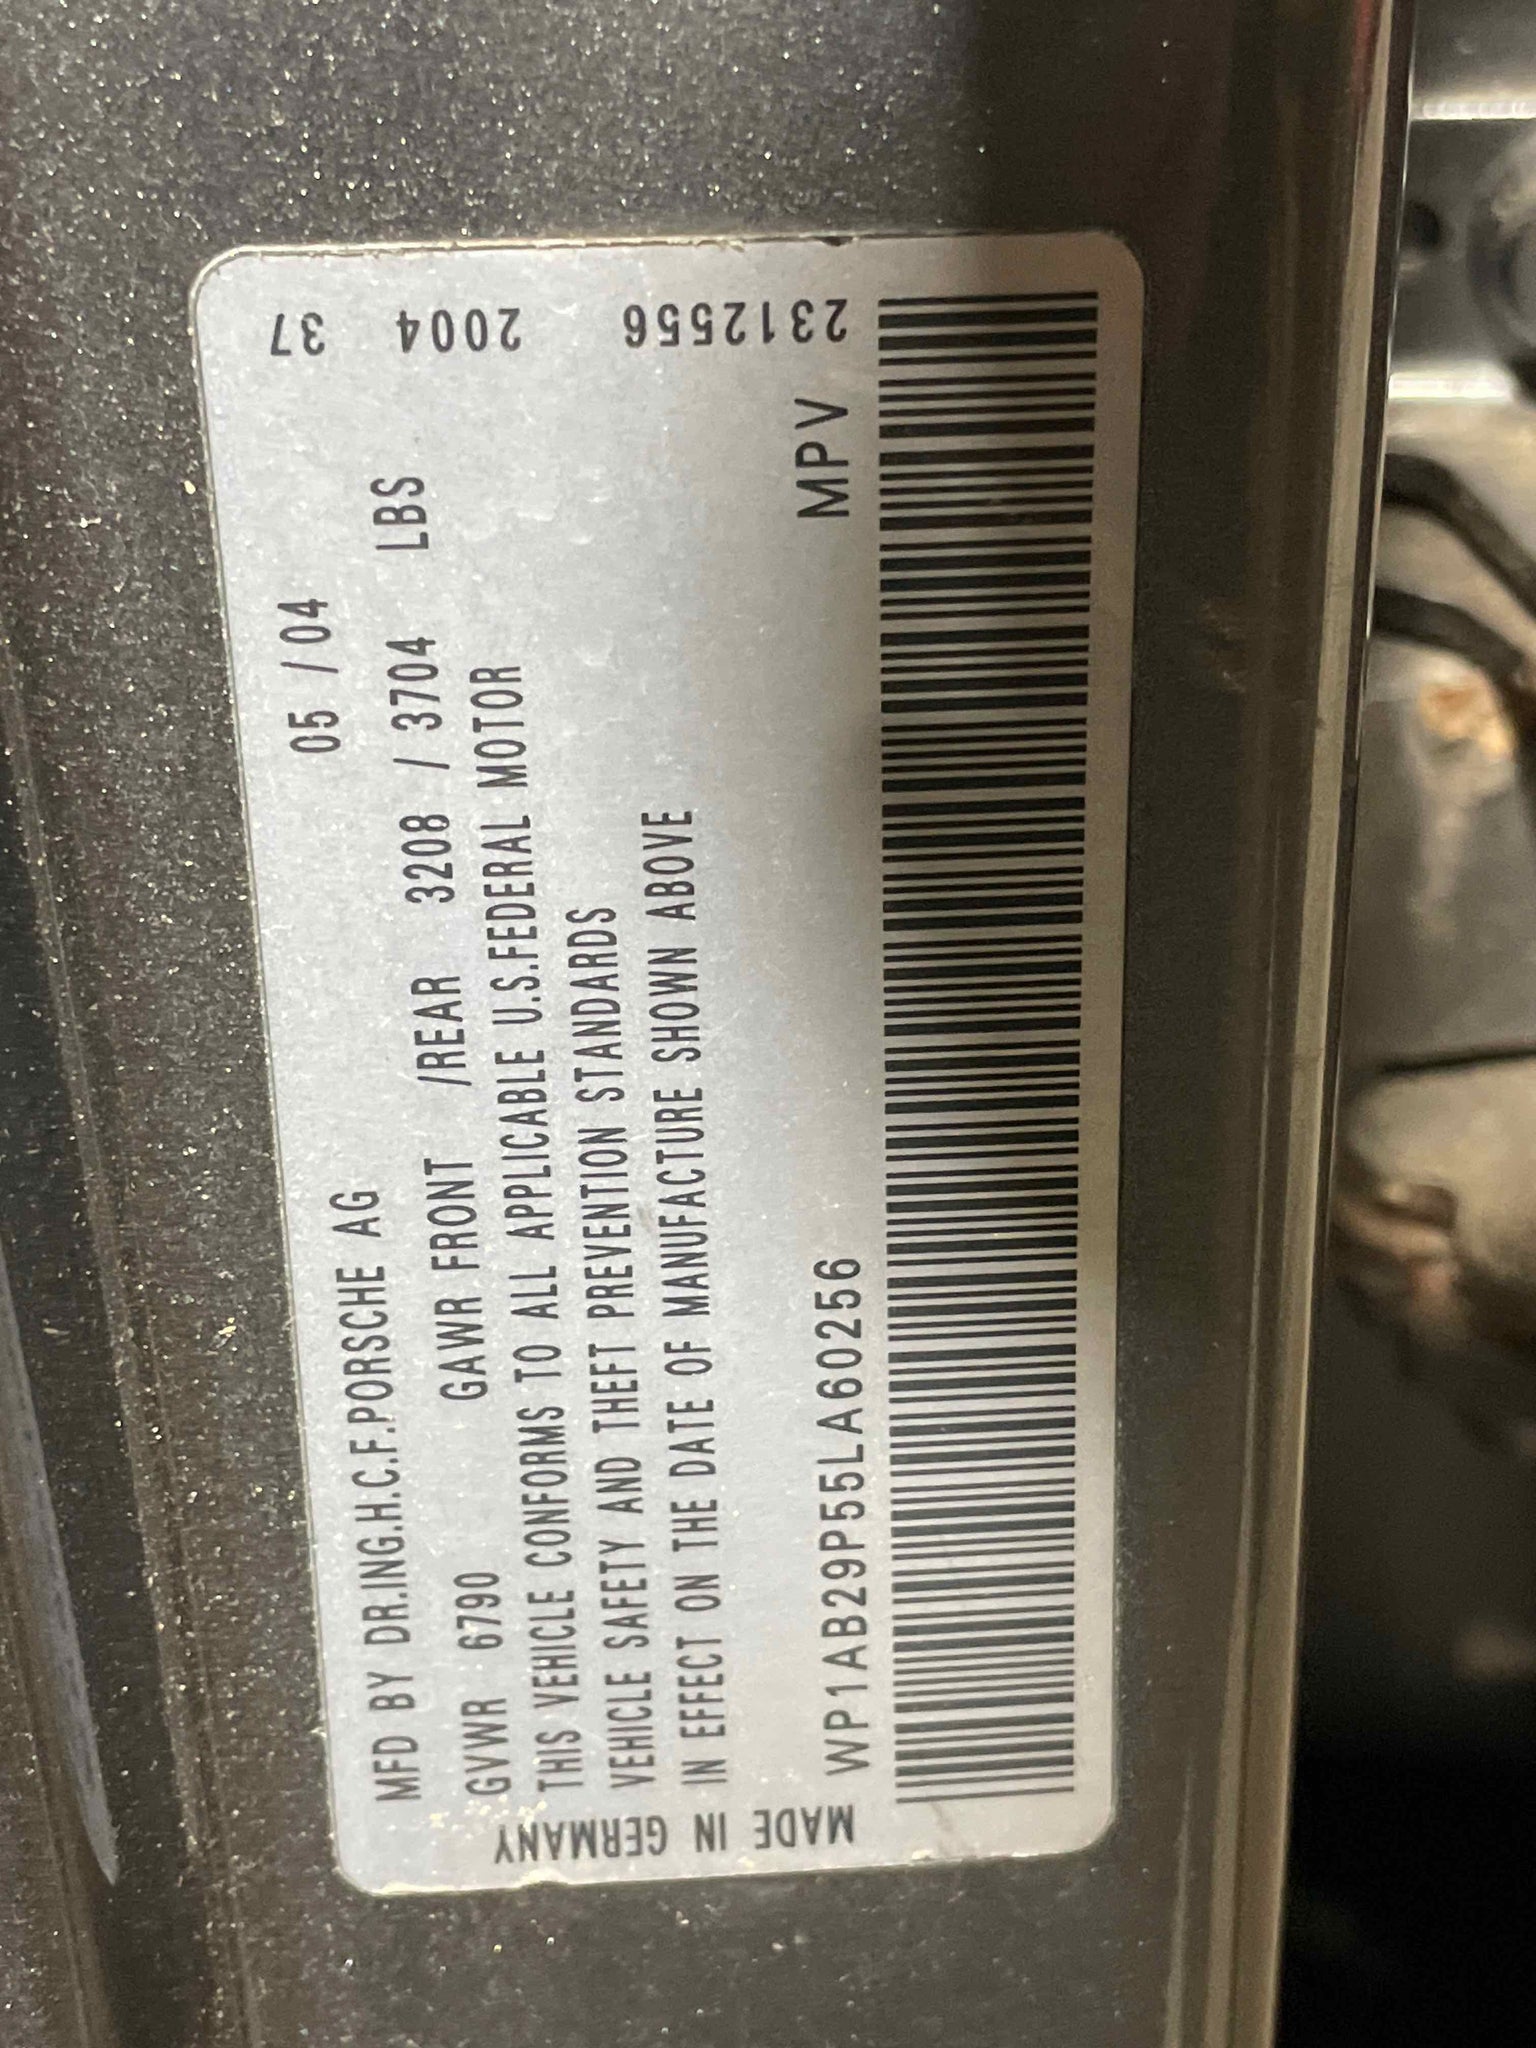 MFD BY DR.ING.H.C.F.PORSCHE AG 05 / 04
GVWR 6790 GAWR FRONT /REAR 3208 / 3704 LBS
THIS VEHICLE CONFORMS TO ALL APPLICABLE U.S.FEDERAL MOTOR
VEHICLE SAFETY AND THEFT PREVENTION STANDARDS
IN EFFECT ON THE DATE OF MANUFACTURE SHOWN ABOVE
WP1AB29P55LA60256 MPV
MADE IN GERMANY
2312556 2004 37